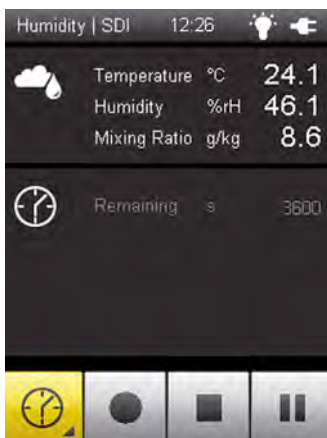 Humidity | SDI 12:26
Temperature °C 24.1
Humidity %rH 46.1
Mixing Ratio g/kg 8.6
Remaining s 3600